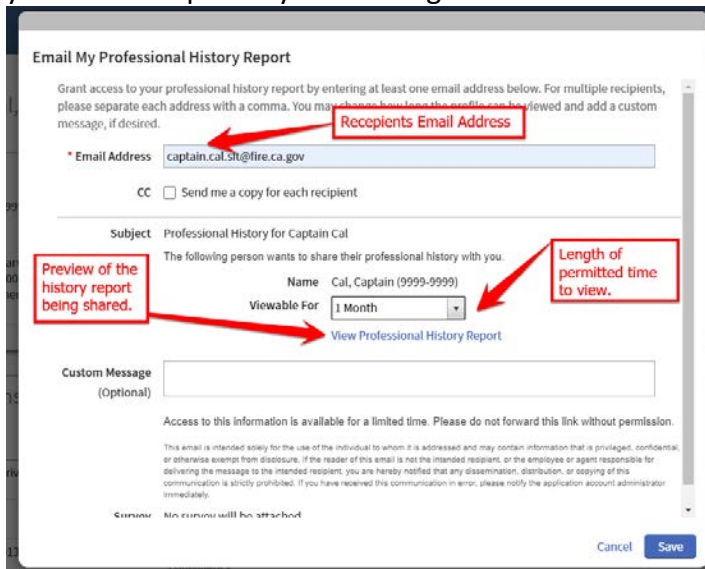 Email My Professional History Report
Grant access to your professional history report by entering at least one email address below. For multiple recipients,
please separate each address with a comma. You may change how long the profile can be viewed and add a custom
message, if desired.
Recepients Email Address
* Email Address captain.cal.slt@fire.ca.gov
CC Send me a copy for each recipient
Subject Professional History for Captain Cal
The following person wants to share their professional history with you.
Length of
permitted time
to view.
Preview of the
history report
being shared.
Name Cal, Captain (9999-9999)
Viewable For 1 Month
View Professional History Report
Custom Message
(Optional)
Access to this information is available for a limited time. Please do not forward this link without permission.
This email is intended solely for the use of the individual to whom it is addressed and may contain information that is privileged, confidential,
or otherwise exempt from disclosure. If the reader of this email is not the intended recipient, or the employee or agent responsible for
delivering the message to the intended recipient, you are hereby notified that any dissemination, distribution, or copying of this
communication is strictly prohibited. If you have received this communication in error, please notify the application account administrator
immediately.
Survey No survey will be attached
Cancel Save